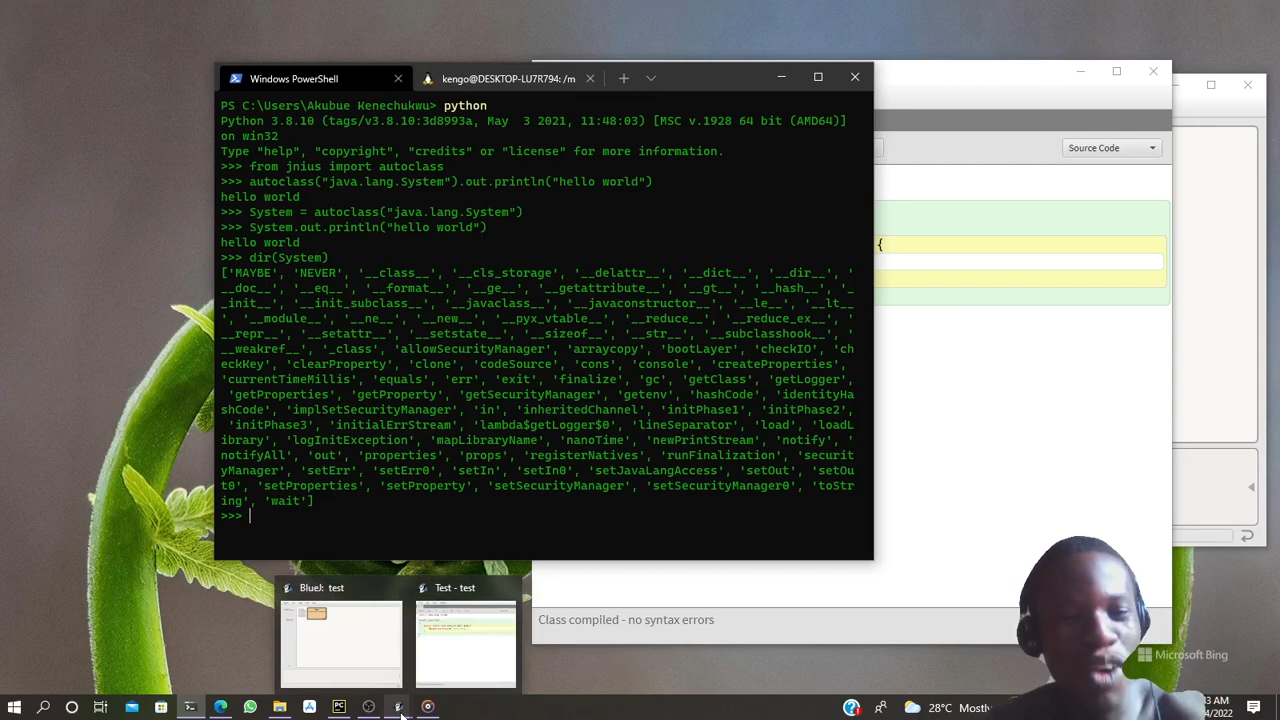 Windows PowerShell
kengo@DESKTOP-LU7R794: /m
PS C:\Users\Akubue Kenechukwu> python
Python 3.8.10 (tags/v3.8.10:3d8993a, May  3 2021, 11:48:03) [MSC v.1928 64 bit (AMD64)]
on win32
Type "help", "copyright", "credits" or "license" for more information.
>>> from jnius import autoclass
>>> autoclass("java.lang.System").out.println("hello world")
hello world
>>> System = autoclass("java.lang.System")
>>> System.out.println("hello world")
hello world
>>> dir(System)
['MAYBE', 'NEVER', '__class__', '__cls_storage', '__delattr__', '__dict__', '__dir__', '
__doc__', '__eq__', '__format__', '__ge__', '__getattribute__', '__gt__', '__hash__', '_
_init__', '__init_subclass__', '__javaclass__', '__javaconstructor__', '__le__', '__lt__
', '__module__', '__ne__', '__new__', '__pyx_vtable__', '__reduce__', '__reduce_ex__', '
__repr__', '__setattr__', '__setstate__', '__sizeof__', '__str__', '__subclasshook__', '
__weakref__', '_class', 'allowSecurityManager', 'arraycopy', 'bootLayer', 'checkIO', 'ch
eckKey', 'clearProperty', 'clone', 'codeSource', 'cons', 'console', 'createProperties',
'currentTimeMillis', 'equals', 'err', 'exit', 'finalize', 'gc', 'getClass', 'getLogger',
 'getProperties', 'getProperty', 'getSecurityManager', 'getenv', 'hashCode', 'identityHa
shCode', 'implSetSecurityManager', 'in', 'inheritedChannel', 'initPhase1', 'initPhase2',
 'initPhase3', 'initialErrStream', 'lambda$getLogger$0', 'lineSeparator', 'load', 'loadL
ibrary', 'logInitException', 'mapLibraryName', 'nanoTime', 'newPrintStream', 'notify', '
notifyAll', 'out', 'properties', 'props', 'registerNatives', 'runFinalization', 'securit
yManager', 'setErr', 'setErr0', 'setIn', 'setIn0', 'setJavaLangAccess', 'setOut', 'setOu
t0', 'setProperties', 'setProperty', 'setSecurityManager', 'setSecurityManager0', 'toStr
ing', 'wait']
>>>
Source Code
{
BlueJ: test
Test - test
Class compiled - no syntax errors
Microsoft Bing
PC
28°C Mostly